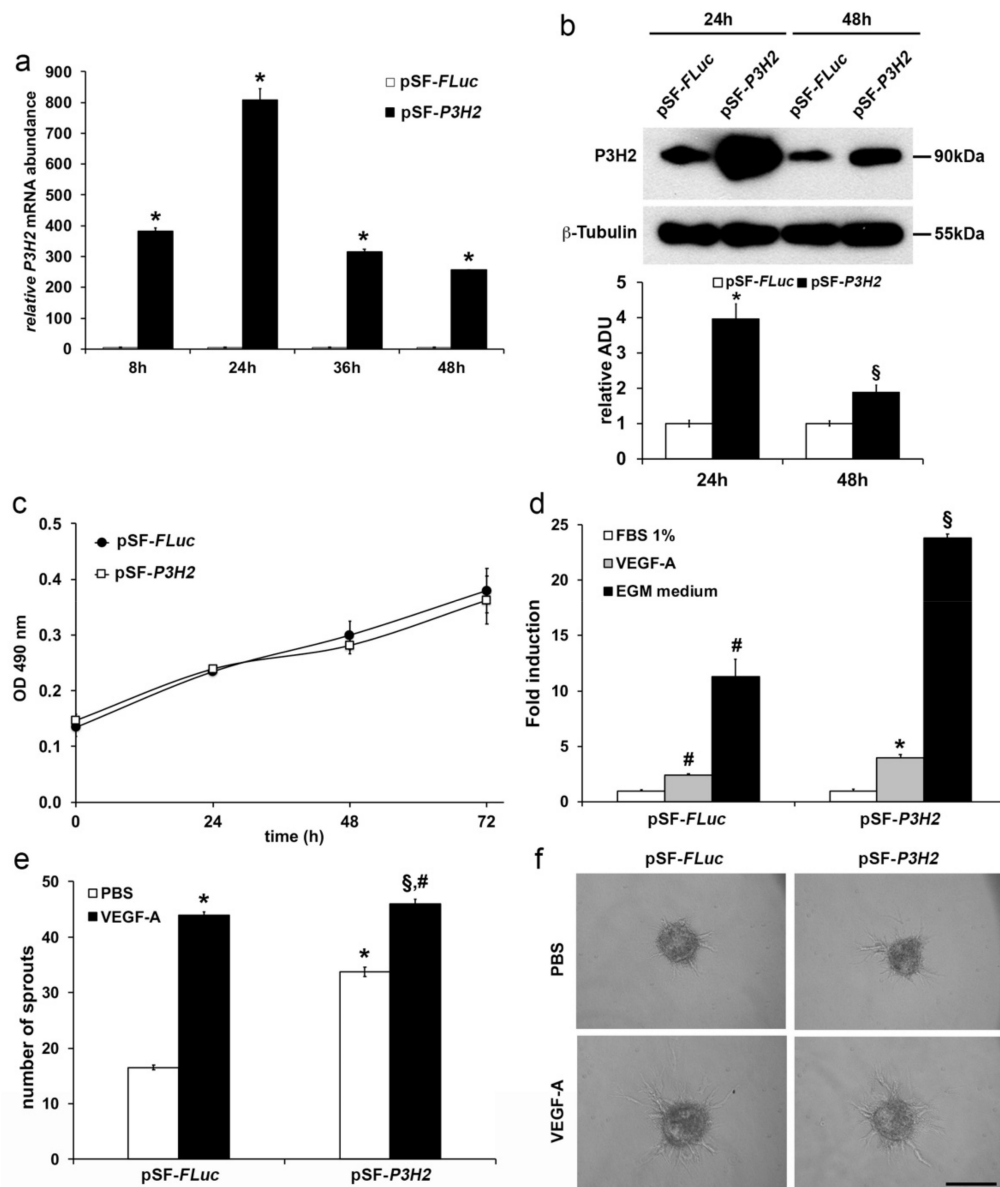 a
900
800
700
600
500
400
300
200
100
0
relative P3H2 mRNA abundance
pSF-FLuc
pSF-P3H2
*
*
*
*
8h 24h 36h 48h
b
24h 48h
pSF-FLuc pSF-P3H2 pSF-FLuc pSF-P3H2
P3H2 90kDa
β-Tubulin 55kDa
pSF-FLuc pSF-P3H2
relative ADU
5
4
3
2
1
0
*
§
24h 48h
c
pSF-FLuc
pSF-P3H2
OD 490 nm
0.5
0.4
0.3
0.2
0.1
0.0
0 24 48 72
time (h)
d
FBS 1%
VEGF-A
EGM medium
Fold induction
25
20
15
10
5
0
#
#
*
§
pSF-FLuc pSF-P3H2
e
PBS
VEGF-A
number of sprouts
50
40
30
20
10
0
*
*
§,#
pSF-FLuc pSF-P3H2
f
pSF-FLuc pSF-P3H2
PBS
VEGF-A